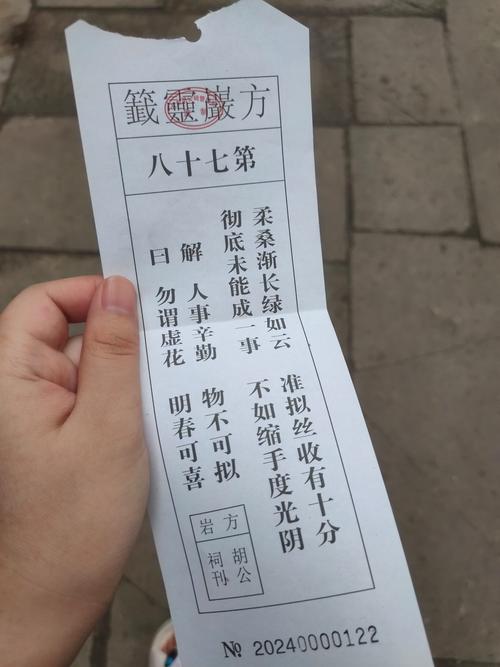 方巖靈籤
第七十八
柔桑渐长绿如云 准拟丝收有十分
彻底未能成一事 不如缩手度光阴
解 人事辛勤 物不可拟
曰 勿谓虚花 明春可喜
方岩
胡公
祠刊
№ 20240000122